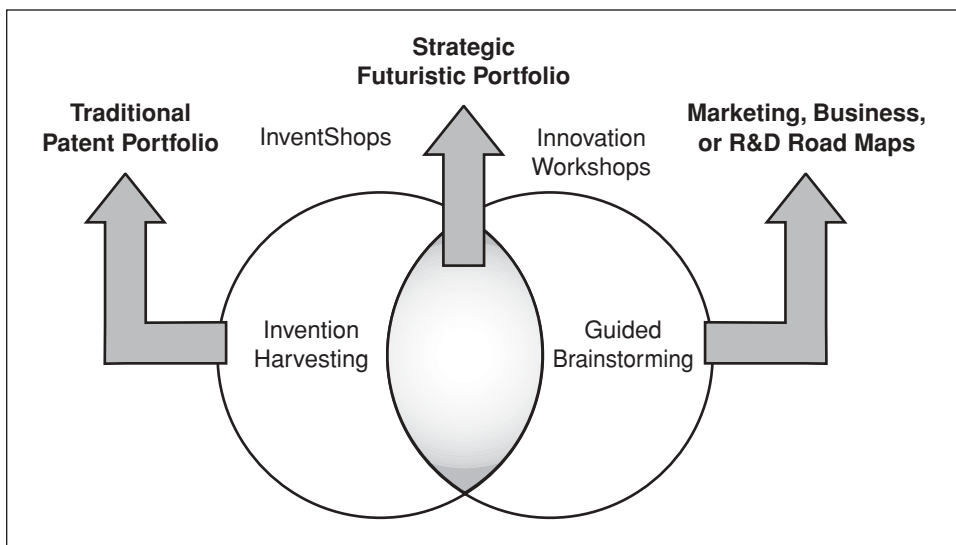 Strategic
Futuristic Portfolio
Traditional
Patent Portfolio
InventShops
Innovation
Workshops
Marketing, Business,
or R&D Road Maps
Invention
Harvesting
Guided
Brainstorming